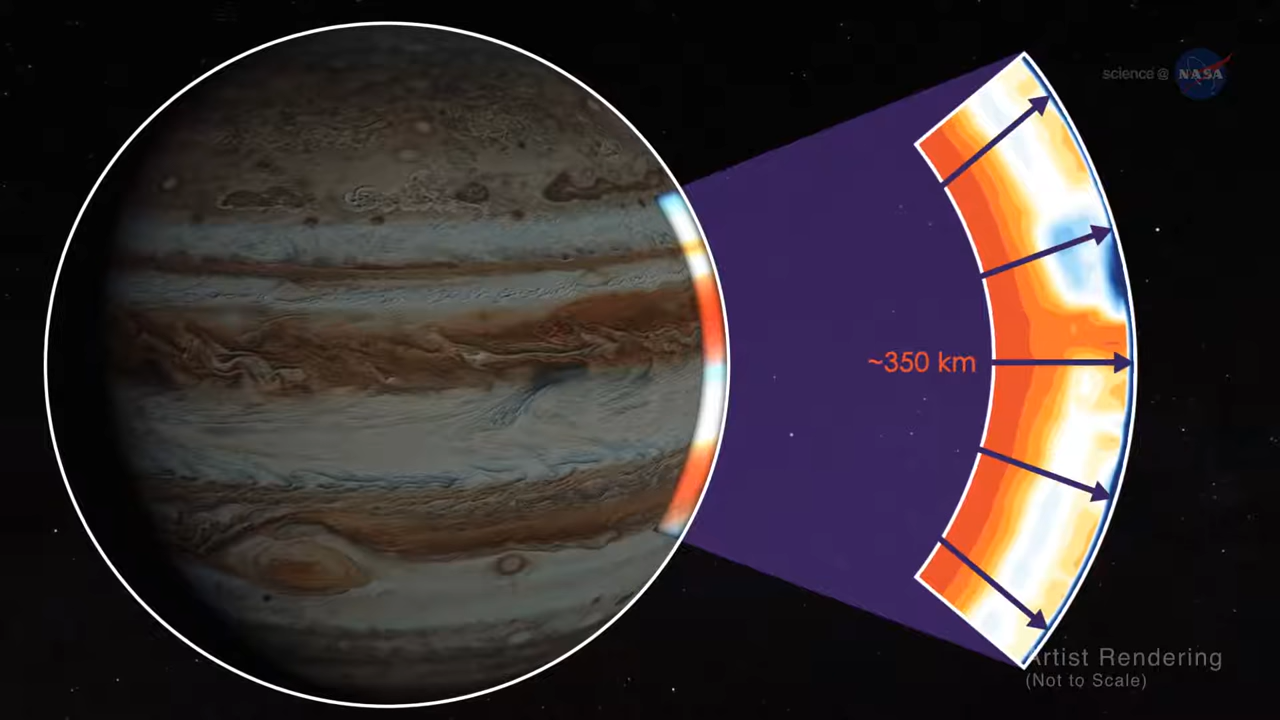 science @ NASA
~350 km
Artist Rendering
(Not to Scale)